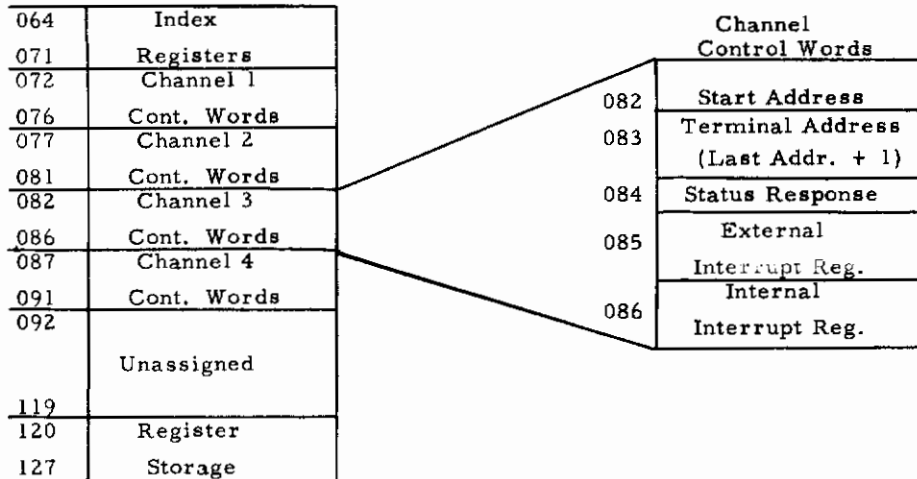 064 Index
071 Registers
072 Channel 1
076 Cont. Words
077 Channel 2
081 Cont. Words
082 Channel 3
086 Cont. Words
087 Channel 4
091 Cont. Words
092
Unassigned
119
120 Register
127 Storage
Channel
Control Words
082 Start Address
083 Terminal Address
(Last Addr. + 1)
084 Status Response
085 External
Interrupt Reg.
086 Internal
Interrupt Reg.